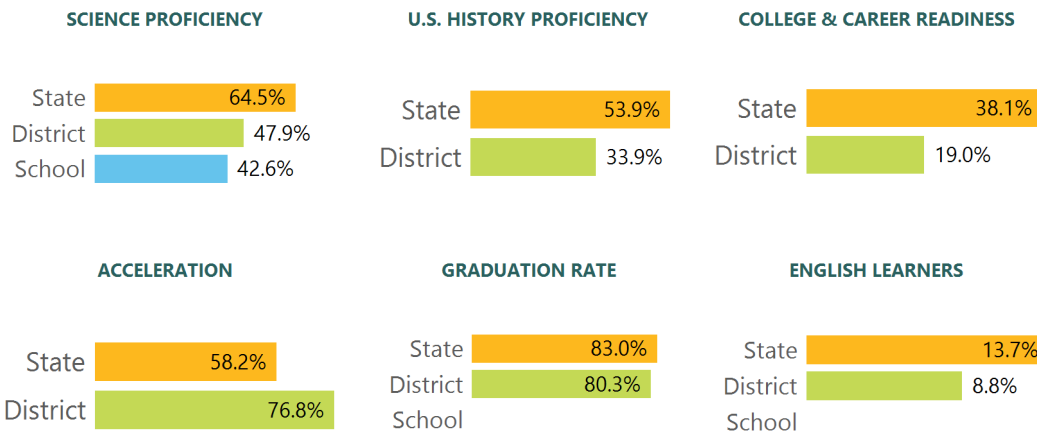 SCIENCE PROFICIENCY
State 64.5%
District 47.9%
School 42.6%
U.S. HISTORY PROFICIENCY
State 53.9%
District 33.9%
COLLEGE & CAREER READINESS
State 38.1%
District 19.0%
ACCELERATION
State 58.2%
District 76.8%
GRADUATION RATE
State 83.0%
District 80.3%
School
ENGLISH LEARNERS
State 13.7%
District 8.8%
School